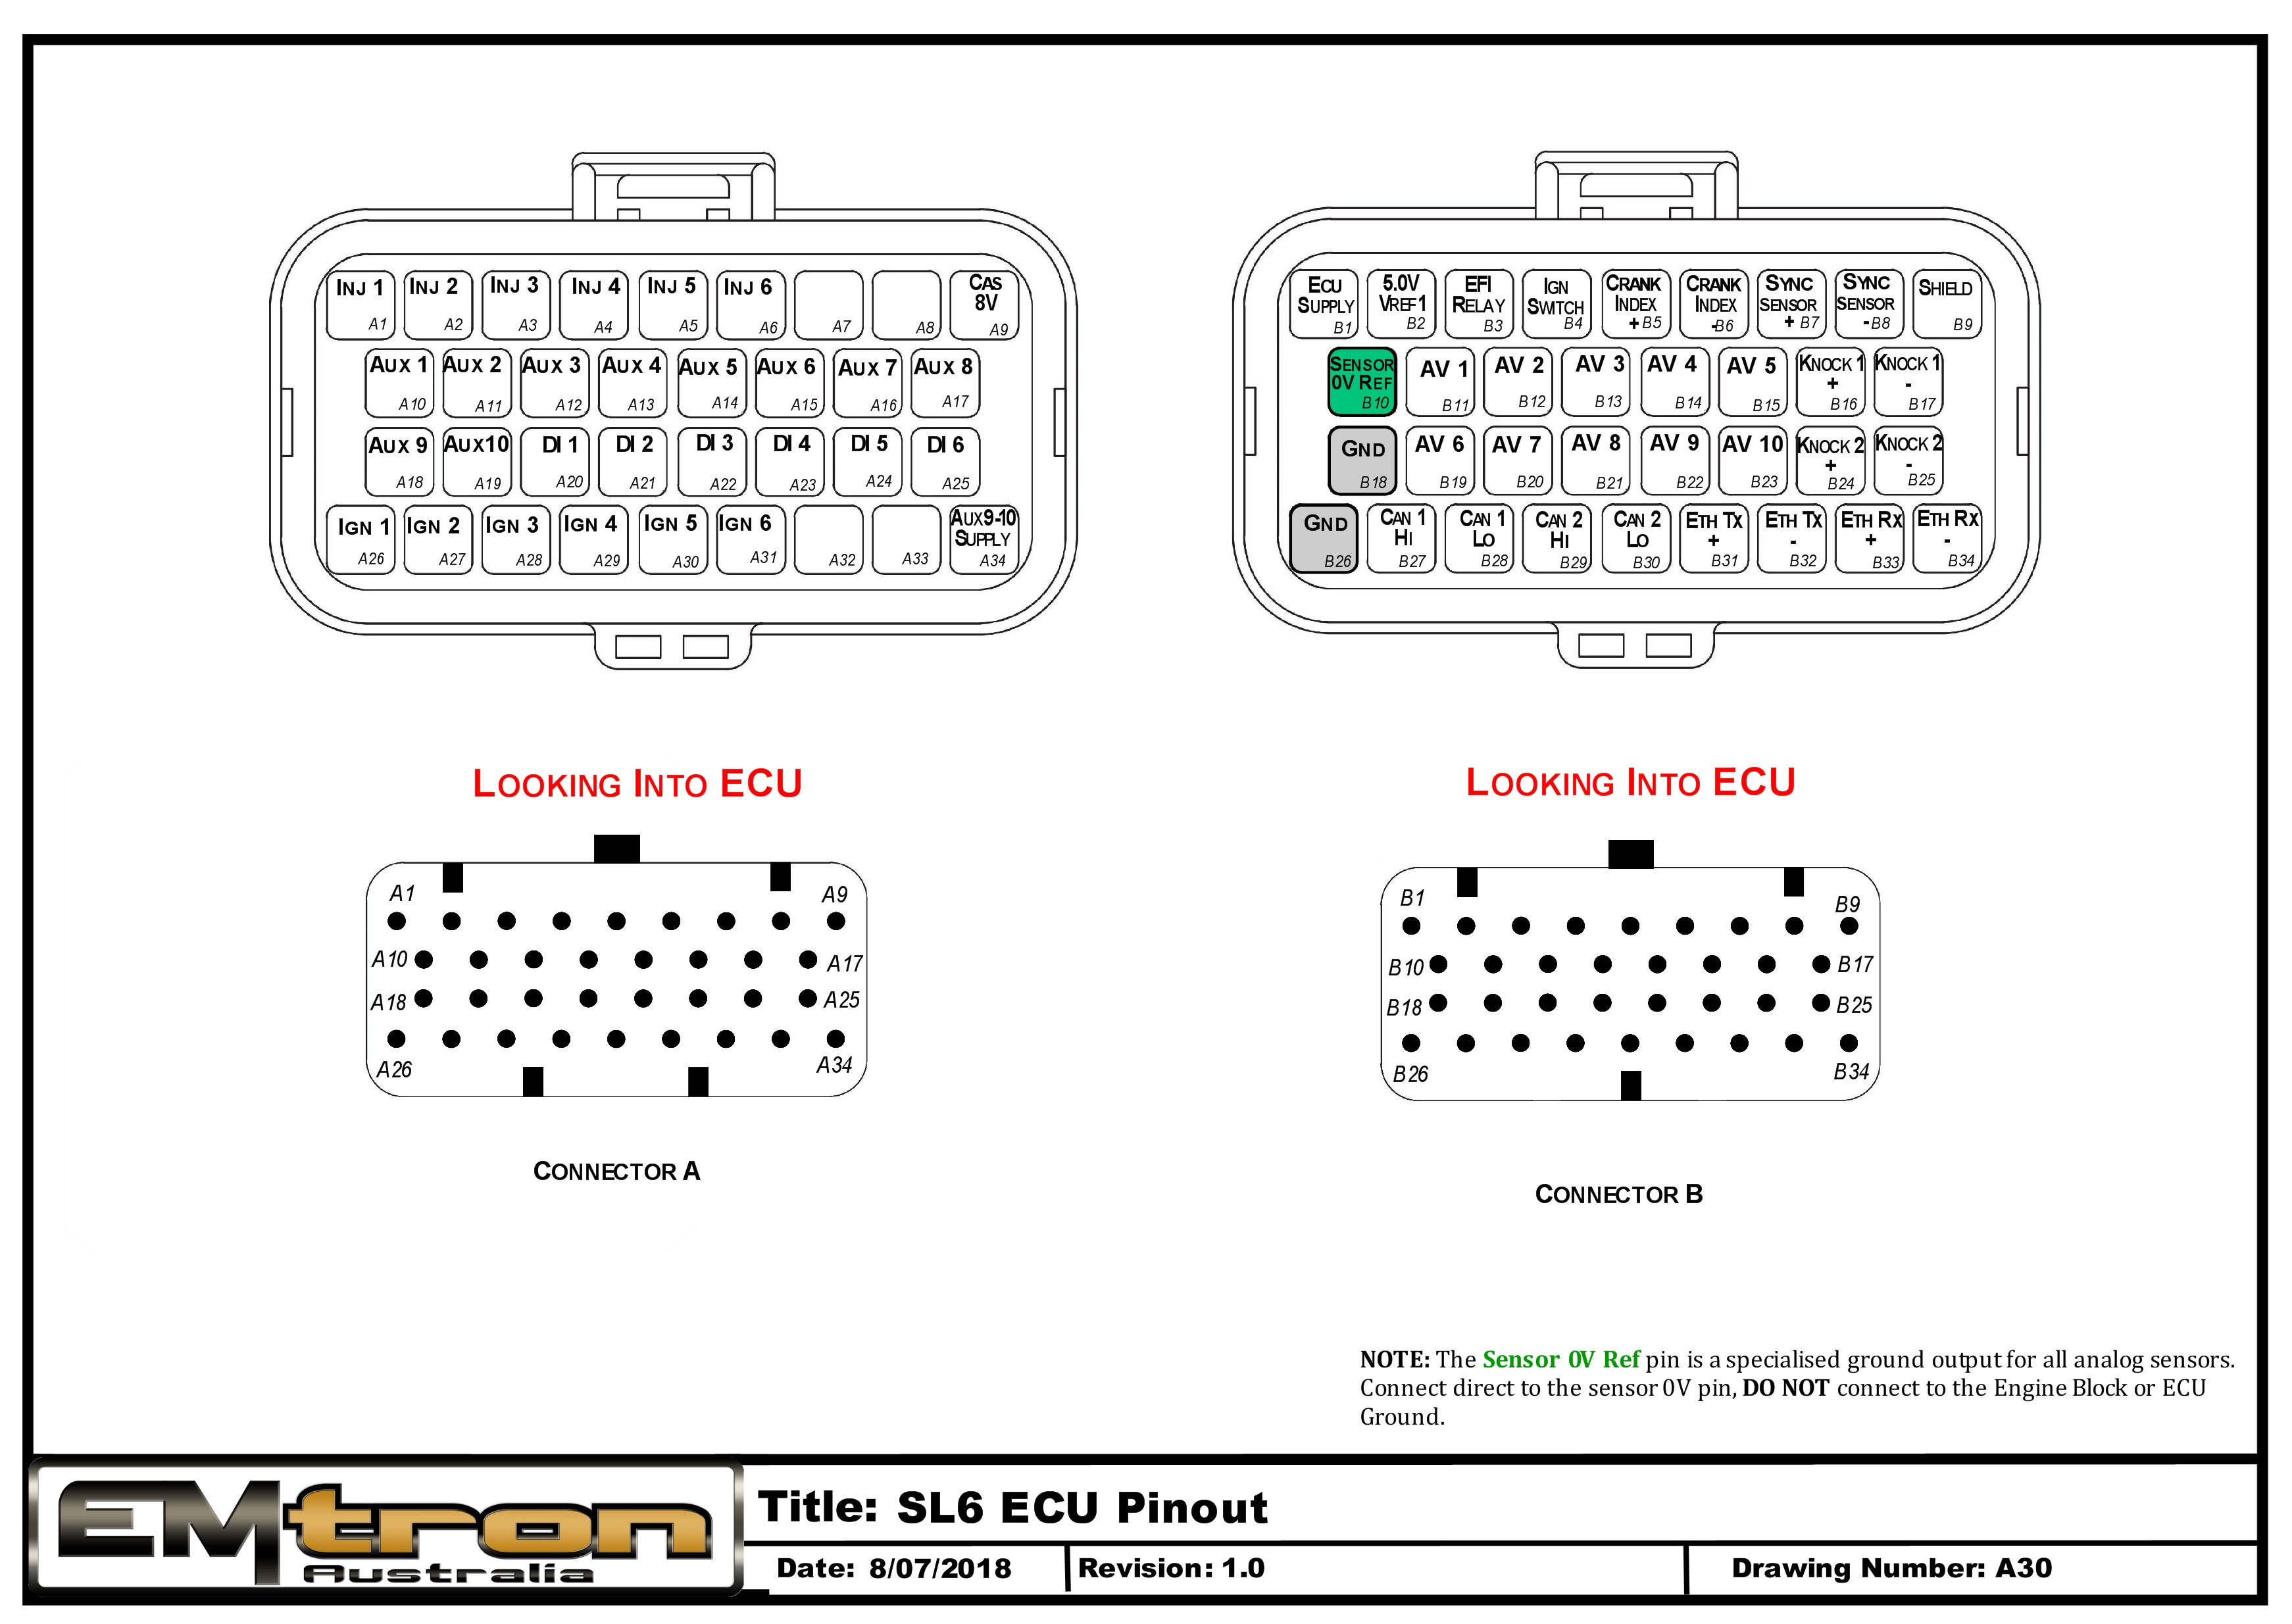 INJ 1 INJ 2 INJ 3 INJ 4 INJ 5 INJ 6 CAS
8V
A1 A2 A3 A4 A5 A6 A7 A8 A9
AUX 1 AUX 2 AUX 3 AUX 4 AUX 5 AUX 6 AUX 7 AUX 8
A10 A11 A12 A13 A14 A15 A16 A17
AUX 9 AUX10 DI 1 DI 2 DI 3 DI 4 DI 5 DI 6
A18 A19 A20 A21 A22 A23 A24 A25
IGN 1 IGN 2 IGN 3 IGN 4 IGN 5 IGN 6 AUX9-10
SUPPLY
A26 A27 A28 A29 A30 A31 A32 A33 A34
ECU 5.0V EFI IGN CRANK CRANK SYNC SYNC SHIELD
SUPPLY VREF1 RELAY SWITCH INDEX INDEX SENSOR SENSOR
B1 B2 B3 B4 +B5 -B6 + B7 -B8 B9
SENSOR AV 1 AV 2 AV 3 AV 4 AV 5 KNOCK 1 KNOCK 1
0V REF + -
B10 B11 B12 B13 B14 B15 B16 B17
GND AV 6 AV 7 AV 8 AV 9 AV 10 KNOCK 2 KNOCK 2
+ -
B18 B19 B20 B21 B22 B23 B24 B25
GND CAN 1 CAN 1 CAN 2 CAN 2 ETH TX ETH TX ETH RX ETH RX
HI LO HI LO + - + -
B26 B27 B28 B29 B30 B31 B32 B33 B34
LOOKING INTO ECU
A1 A9
A10 A17
A18 A25
A26 A34
CONNECTOR A
LOOKING INTO ECU
B1 B9
B10 B17
B18 B25
B26 B34
CONNECTOR B
NOTE: The Sensor 0V Ref pin is a specialised ground output for all analog sensors.
Connect direct to the sensor 0V pin, DO NOT connect to the Engine Block or ECU
Ground.
EMtron
Australia
Title: SL6 ECU Pinout
Date: 8/07/2018 Revision: 1.0 Drawing Number: A30